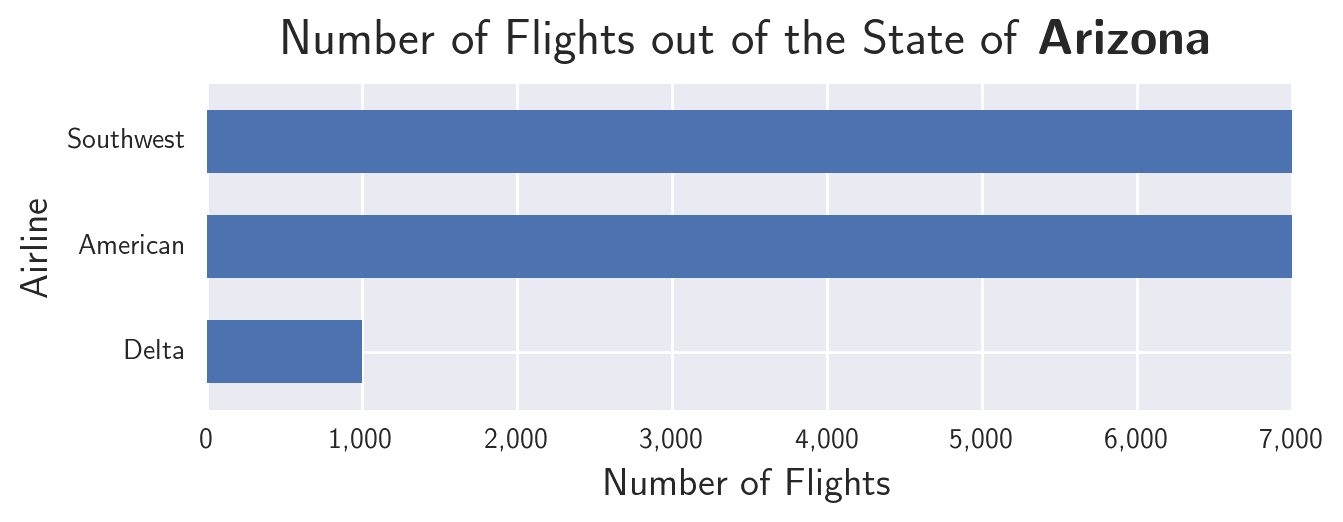 Number of Flights out of the State of Arizona
Southwest
American
Delta
Airline
0 1,000 2,000 3,000 4,000 5,000 6,000 7,000
Number of Flights